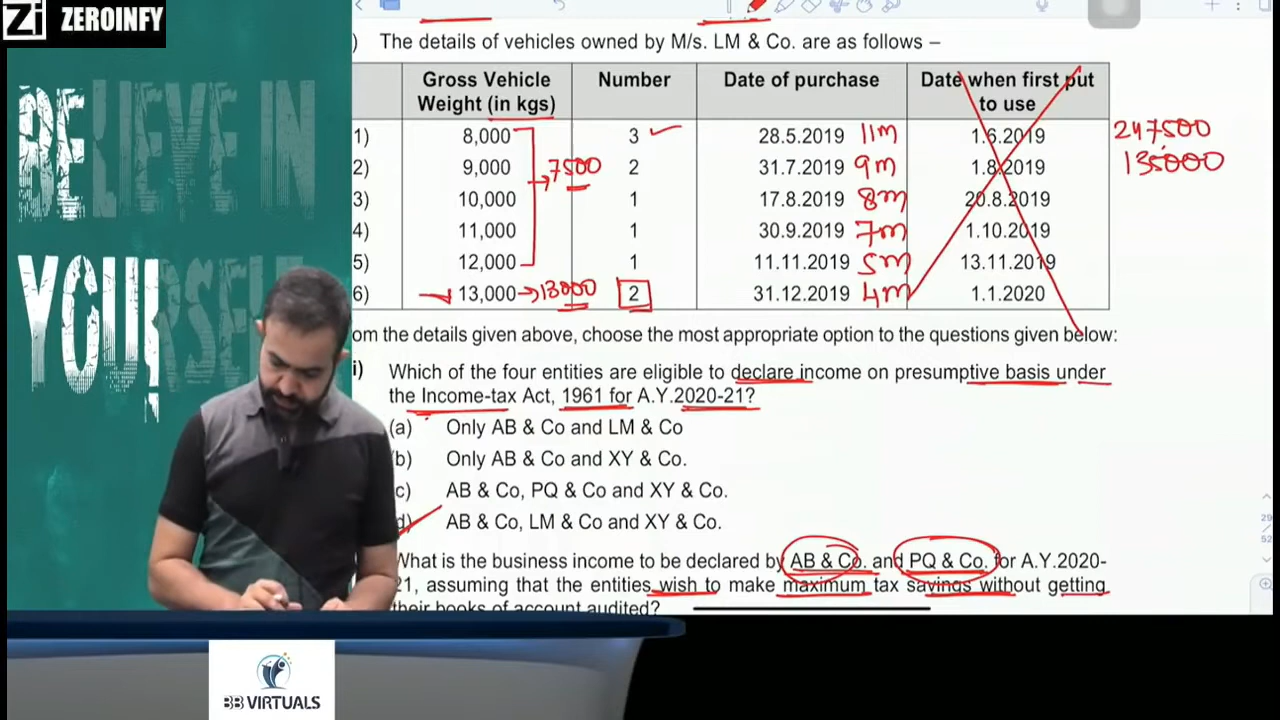 Zi ZEROINFY
BELIEVE IN
YOURSELF
) The details of vehicles owned by M/s. LM & Co. are as follows –
Gross Vehicle Weight (in kgs) Number Date of purchase Date when first put to use
1) 8,000 3 28.5.2019 11m 1.6.2019 247500
2) 9,000 7500 2 31.7.2019 9m 1.8.2019 135000
3) 10,000 1 17.8.2019 8m 20.8.2019
4) 11,000 1 30.9.2019 7m 1.10.2019
5) 12,000 1 11.11.2019 5m 13.11.2019
6) 13,000 13000 2 31.12.2019 4m 1.1.2020
om the details given above, choose the most appropriate option to the questions given below:
i) Which of the four entities are eligible to declare income on presumptive basis under
the Income-tax Act, 1961 for A.Y.2020-21?
(a) Only AB & Co and LM & Co
(b) Only AB & Co and XY & Co.
c) AB & Co, PQ & Co and XY & Co.
d) AB & Co, LM & Co and XY & Co.
What is the business income to be declared by AB & Co. and PQ & Co. for A.Y.2020-
21, assuming that the entities wish to make maximum tax savings without getting
their books of account audited?
BB VIRTUALS